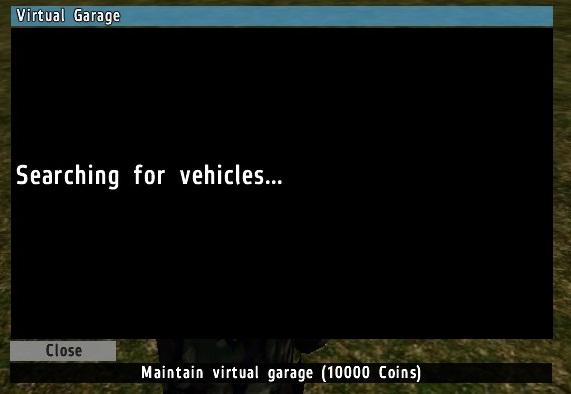 Virtual Garage
Searching for vehicles...
Close
Maintain virtual garage (10000 Coins)